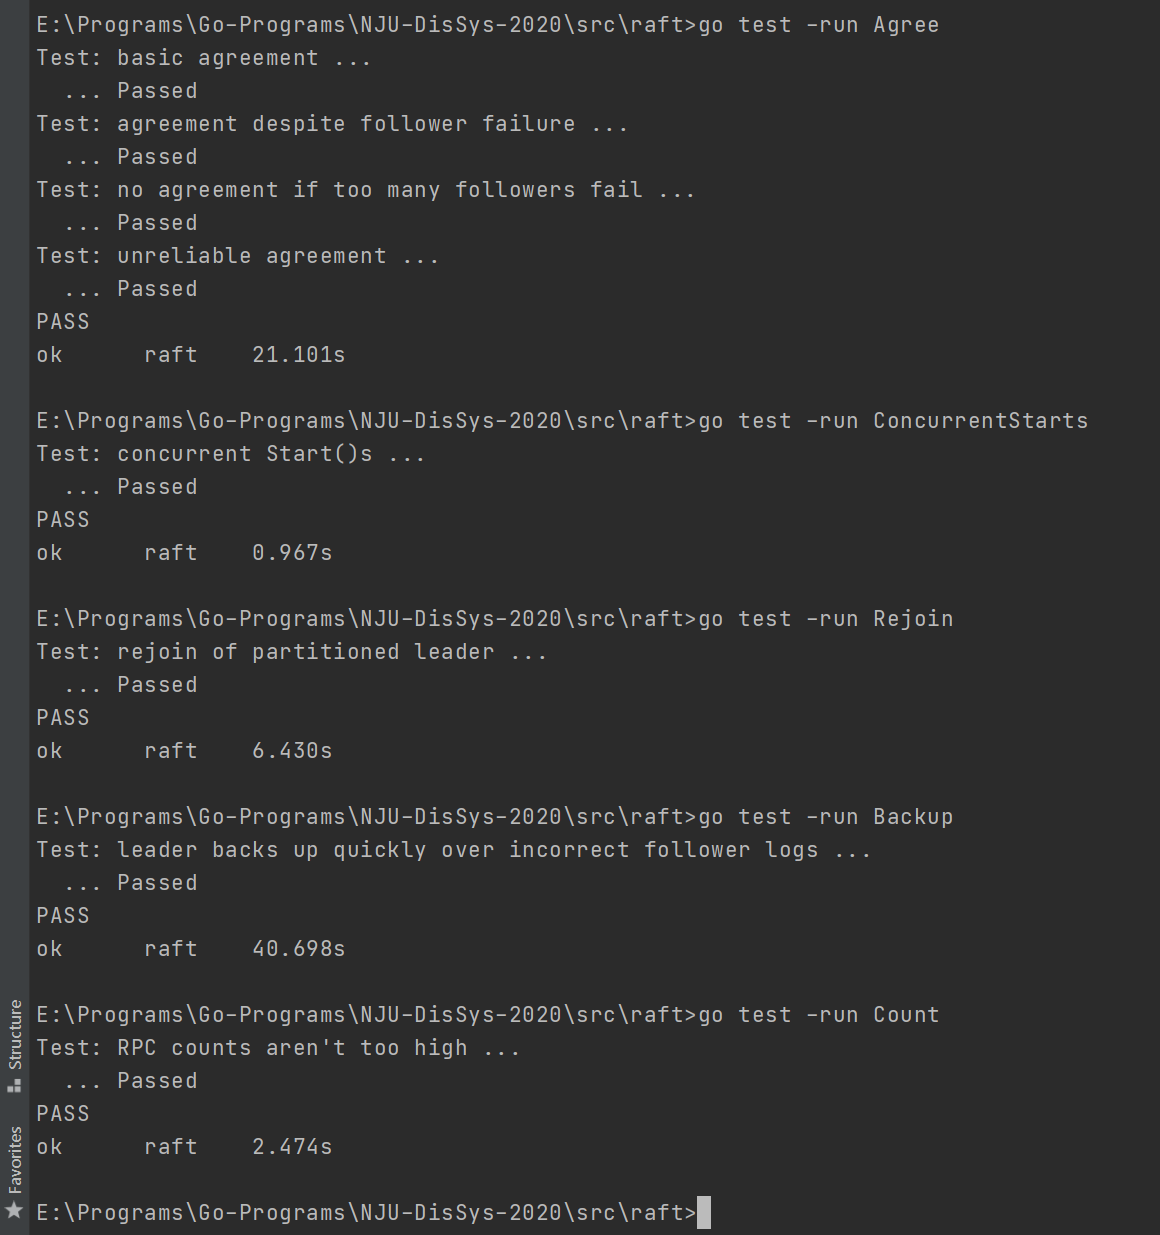 E:\Programs\Go-Programs\NJU-DisSys-2020\src\raft>go test -run Agree
Test: basic agreement ...
  ... Passed
Test: agreement despite follower failure ...
  ... Passed
Test: no agreement if too many followers fail ...
  ... Passed
Test: unreliable agreement ...
  ... Passed
PASS
ok      raft    21.101s

E:\Programs\Go-Programs\NJU-DisSys-2020\src\raft>go test -run ConcurrentStarts
Test: concurrent Start()s ...
  ... Passed
PASS
ok      raft    0.967s

E:\Programs\Go-Programs\NJU-DisSys-2020\src\raft>go test -run Rejoin
Test: rejoin of partitioned leader ...
  ... Passed
PASS
ok      raft    6.430s

E:\Programs\Go-Programs\NJU-DisSys-2020\src\raft>go test -run Backup
Test: leader backs up quickly over incorrect follower logs ...
  ... Passed
PASS
ok      raft    40.698s

E:\Programs\Go-Programs\NJU-DisSys-2020\src\raft>go test -run Count
Test: RPC counts aren't too high ...
  ... Passed
PASS
ok      raft    2.474s

E:\Programs\Go-Programs\NJU-DisSys-2020\src\raft>
Structure
Favorites